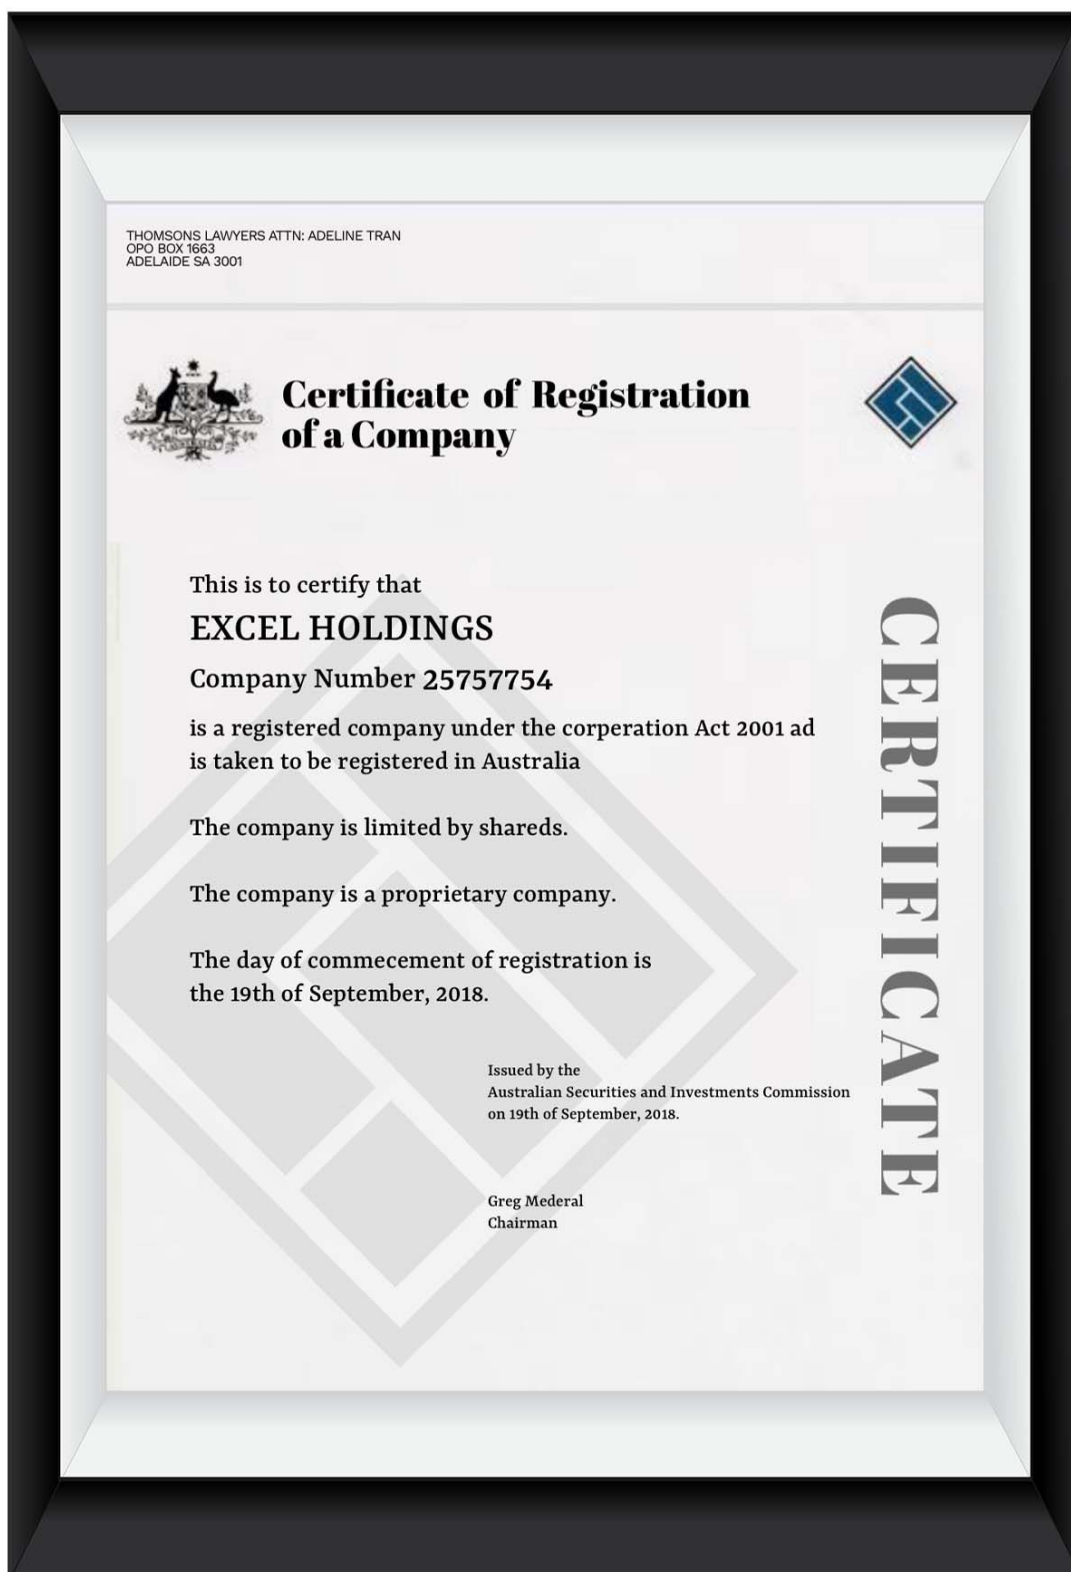 THOMSONS LAWYERS ATTN: ADELINE TRAN
OPO BOX 1663
ADELAIDE SA 3001
Certificate of Registration
of a Company
This is to certify that
EXCEL HOLDINGS
Company Number 25757754
is a registered company under the corperation Act 2001 ad
is taken to be registered in Australia
The company is limited by shareds.
The company is a proprietary company.
The day of commecement of registration is
the 19th of September, 2018.
Issued by the
Australian Securities and Investments Commission
on 19th of September, 2018.
Greg Mederal
Chairman
CERTIFICATE